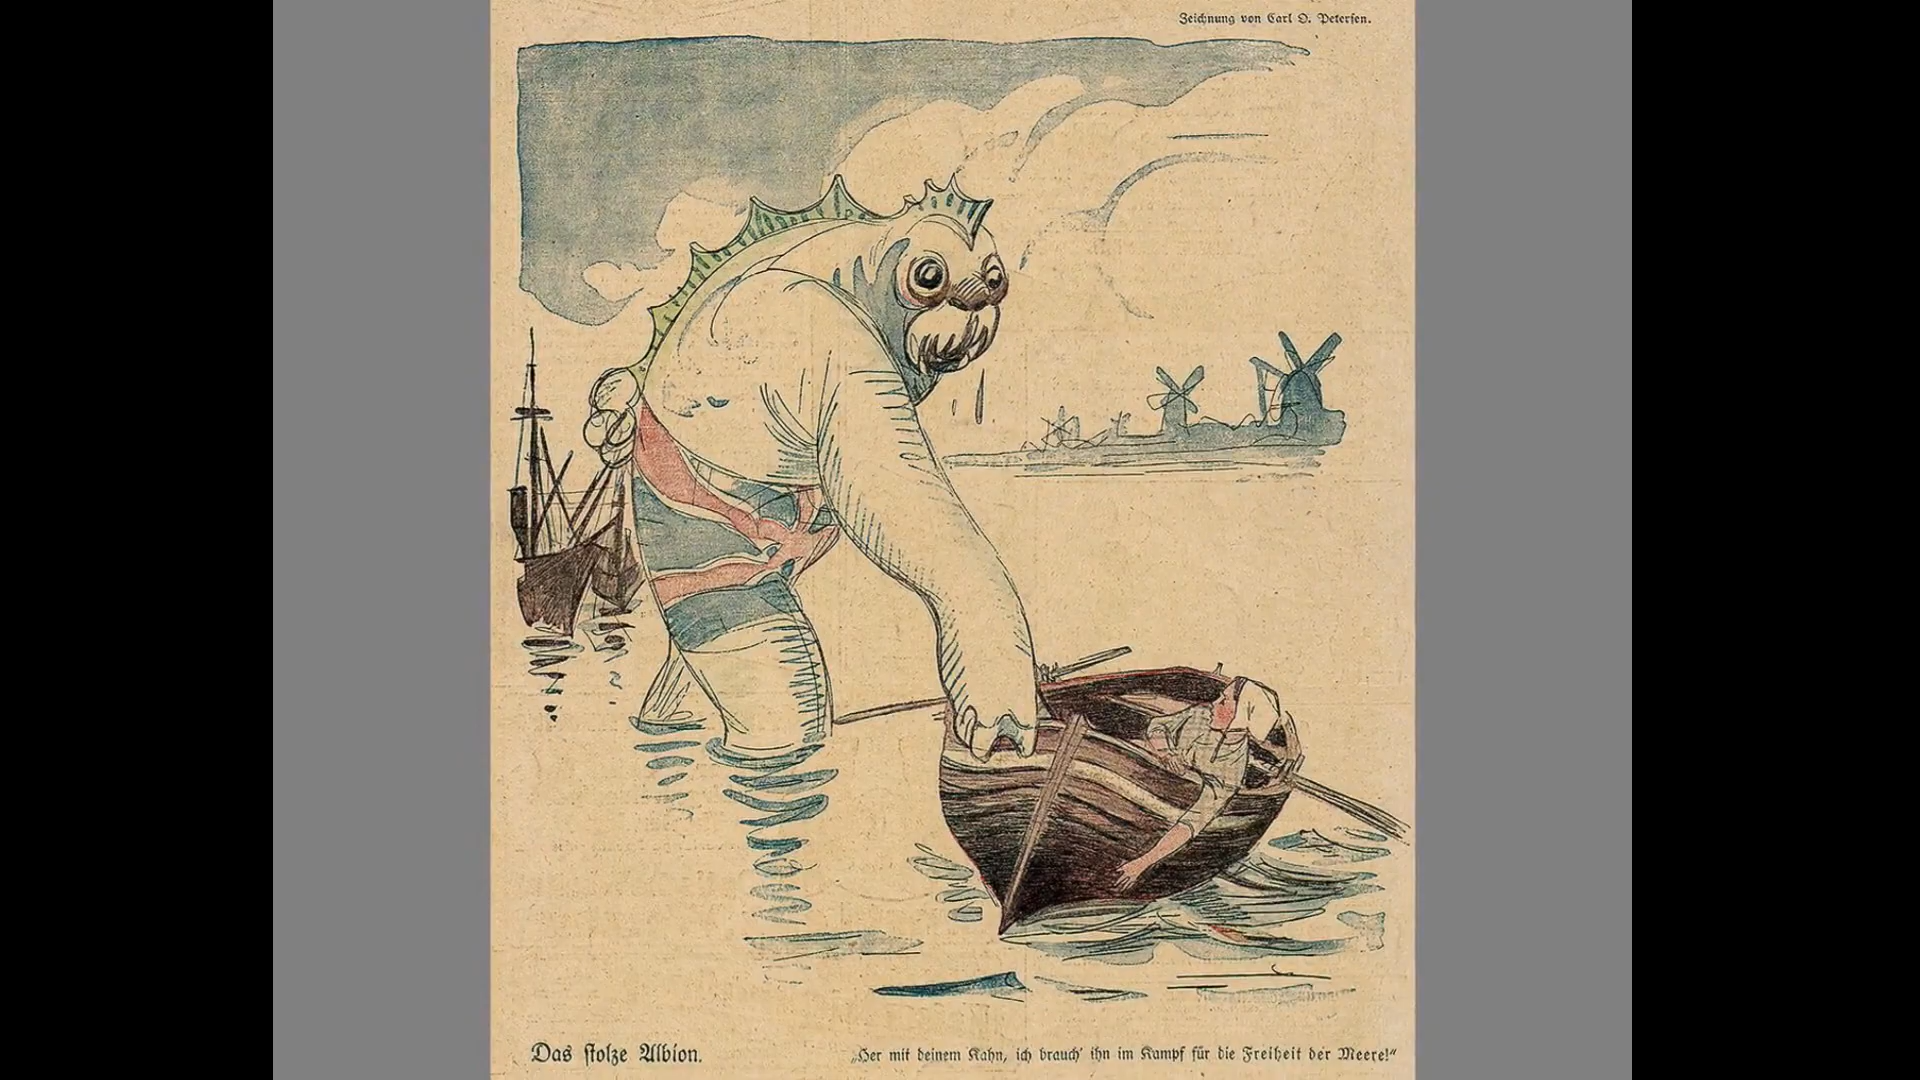 Zeichnung von Carl O. Petersen.
Das stolze Albion.
„Her mit deinem Kahn, ich brauch' ihn im Kampf für die Freiheit der Meere!“